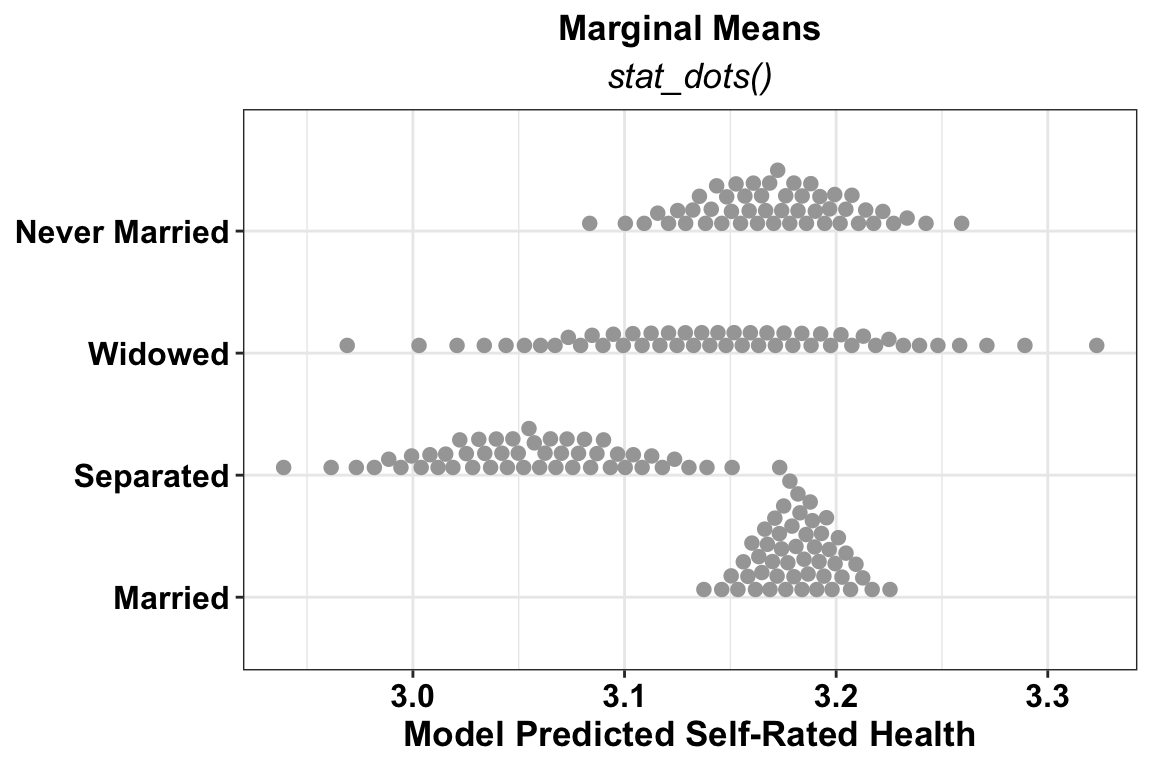 Marginal Means
stat_dots()
Never Married
Widowed
Separated
Married
3.0 3.1 3.2 3.3
Model Predicted Self-Rated Health